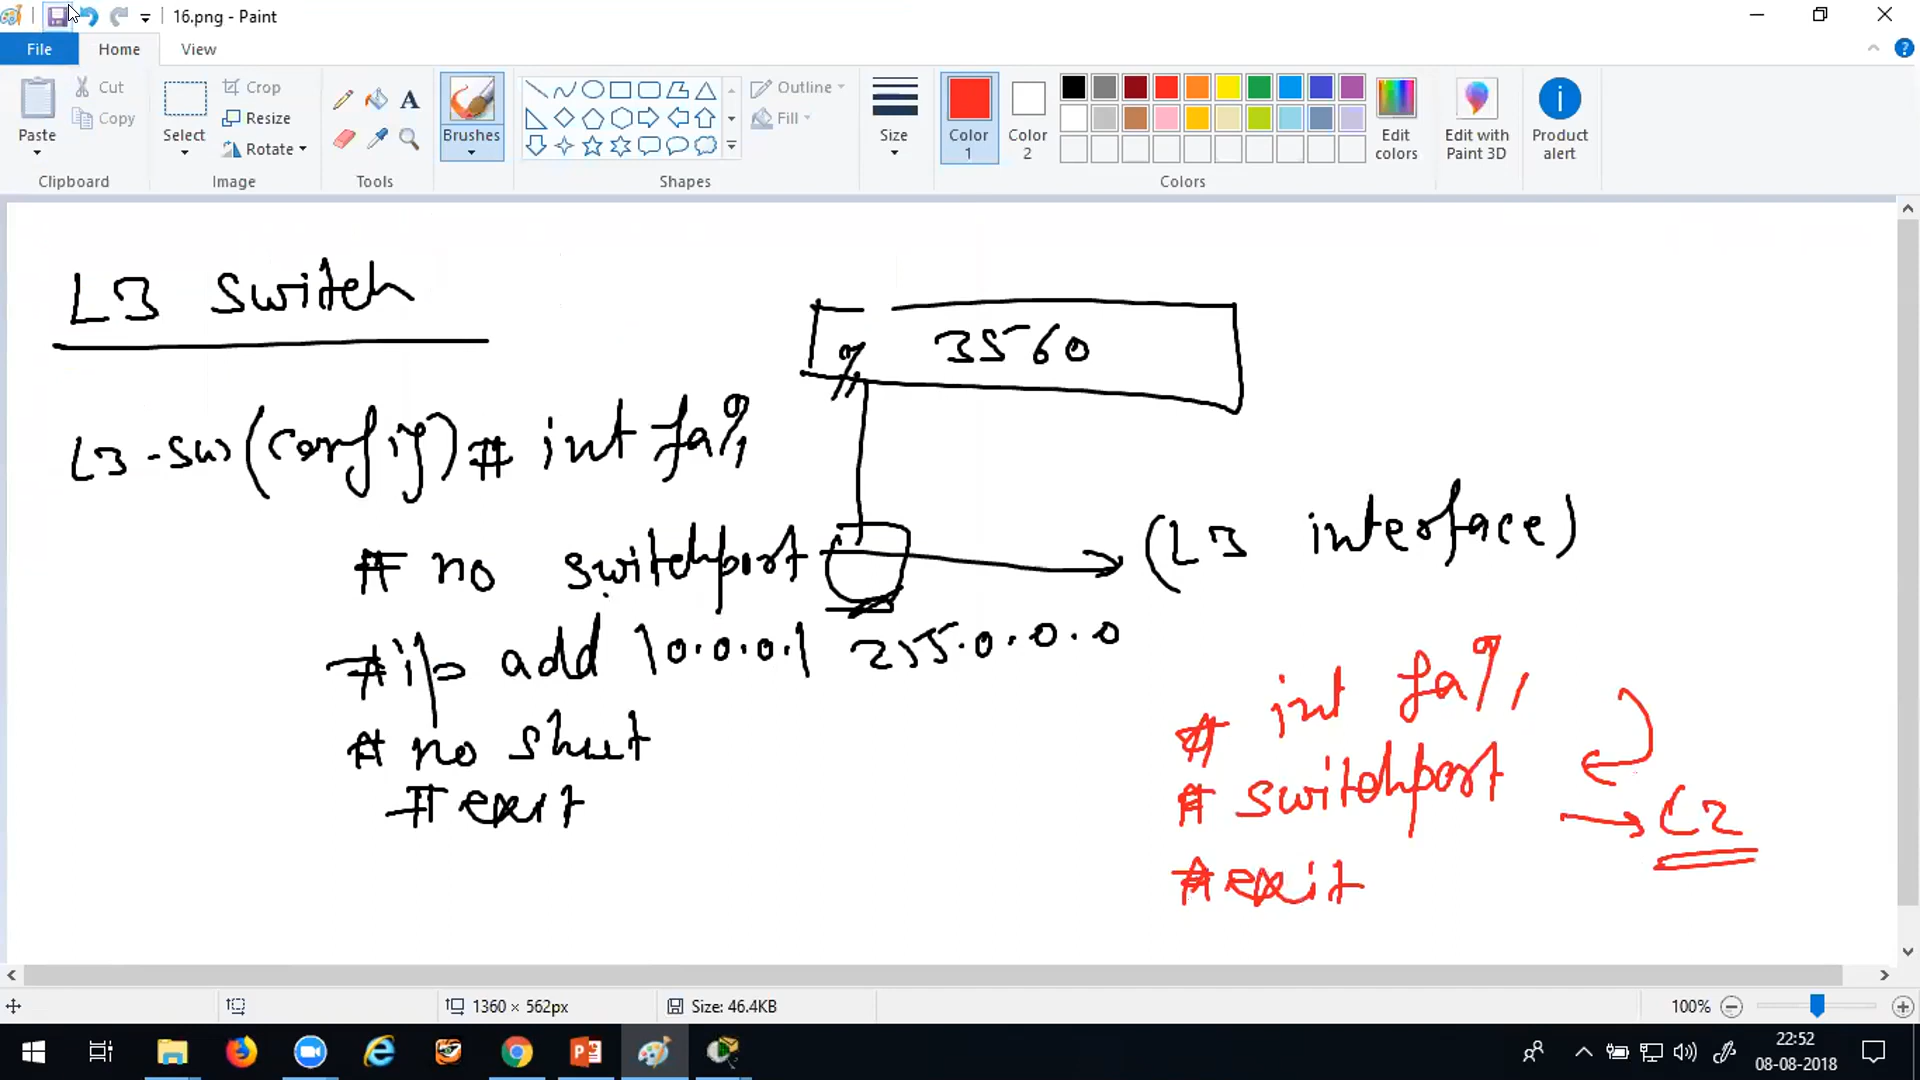 16.png - Paint
File Home View
Paste Cut Copy Clipboard
Select Crop Resize Rotate Image
Tools
Brushes
Outline Fill Shapes
Size
Color 1 Color 2 Edit colors Colors
Edit with Paint 3D
Product alert
L3 switch
3560
0/1
L3-sw(config)# int fa0/1
# no switchport (L3 interface)
#ip add 10.0.0.1 255.0.0.0
# no shut
#exit
# int fa0/1
# switchport L2
#exit
1360 × 562px Size: 46.4KB 100%
22:52
08-08-2018